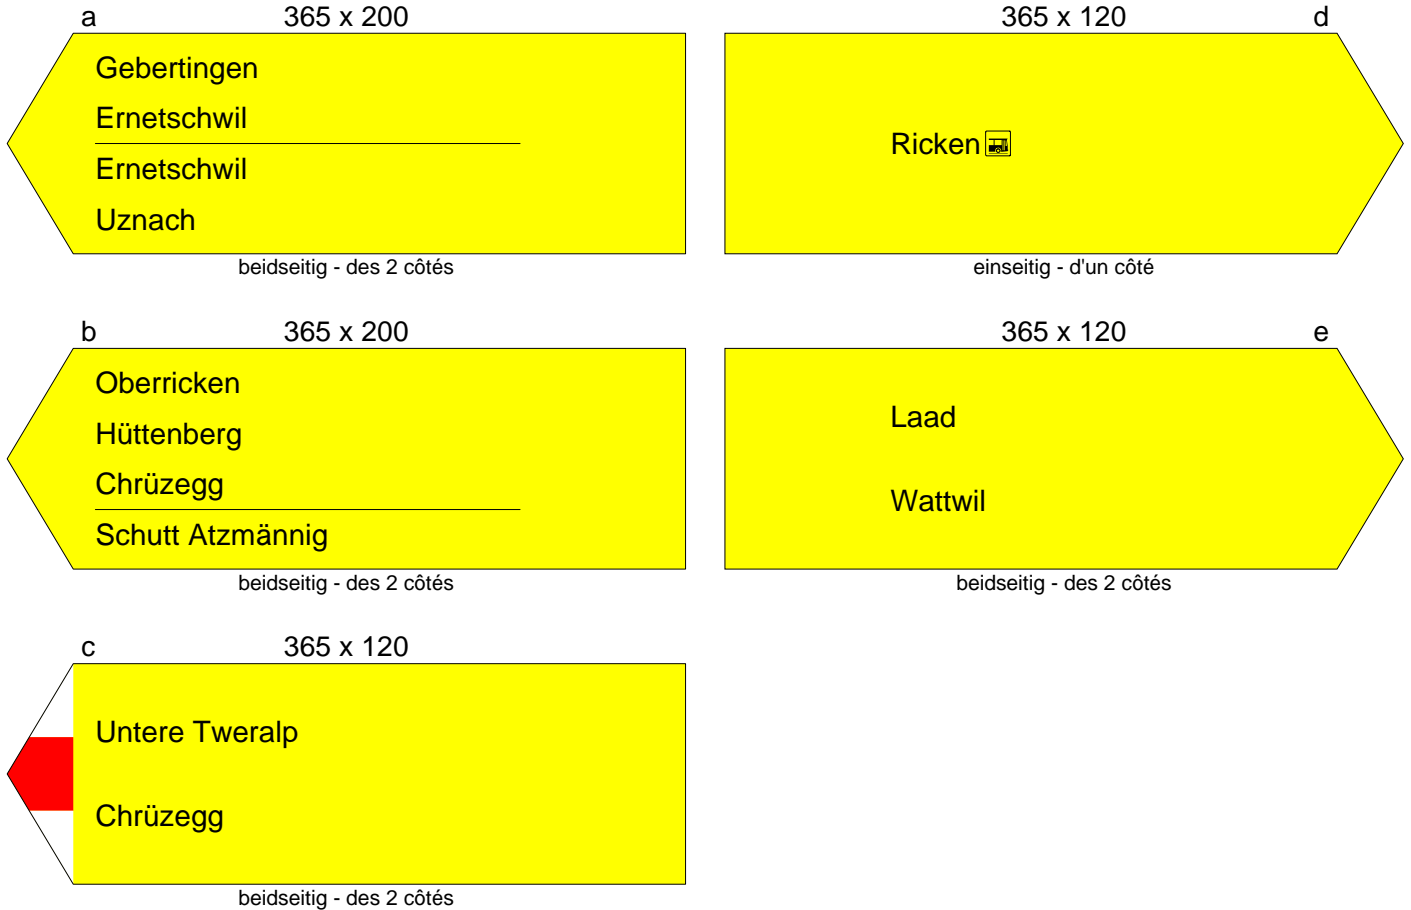 a 365 x 200
Gebertingen
Ernetschwil
Ernetschwil
Uznach
beidseitig - des 2 côtés
365 x 120 d
Ricken
einseitig - d'un côté
b 365 x 200
Oberricken
Hüttenberg
Chrüzegg
Schutt Atzmännig
beidseitig - des 2 côtés
365 x 120 e
Laad
Wattwil
beidseitig - des 2 côtés
c 365 x 120
Untere Tweralp
Chrüzegg
beidseitig - des 2 côtés